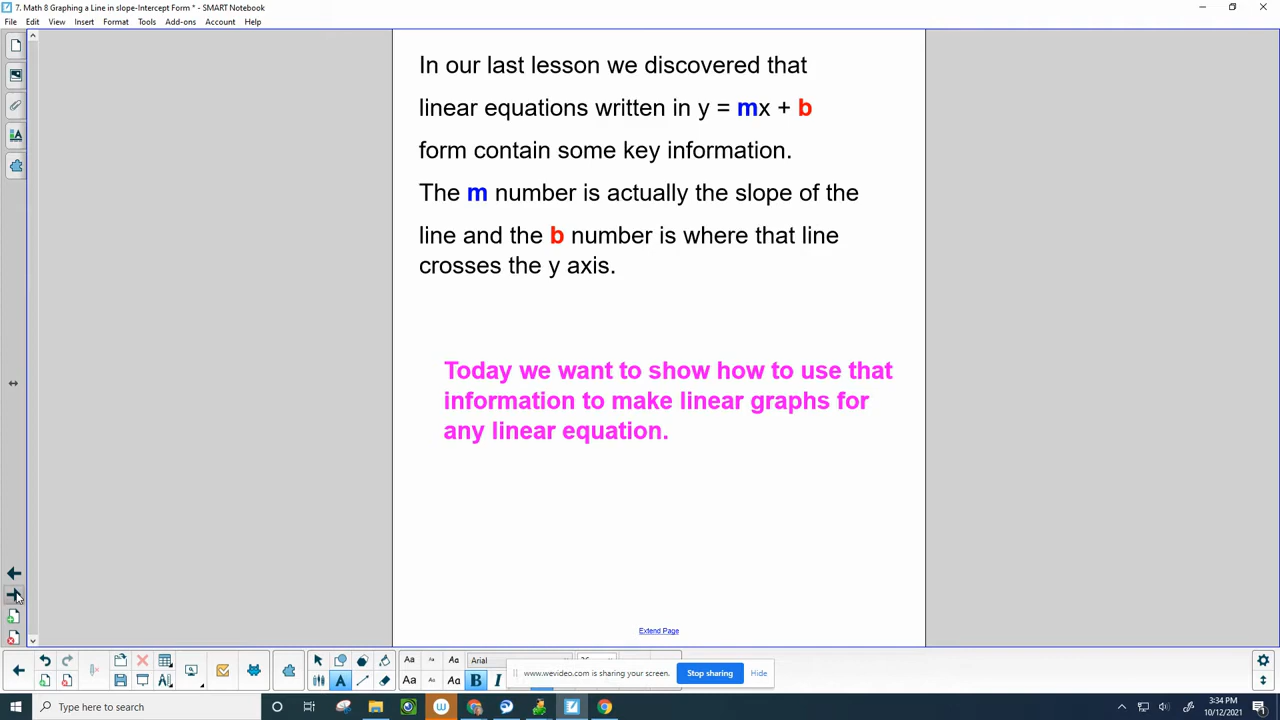 7. Math 8 Graphing a Line in slope-Intercept Form * - SMART Notebook
File Edit View Insert Format Tools Add-ons Account Help
In our last lesson we discovered that
linear equations written in y = mx + b
form contain some key information.
The m number is actually the slope of the
line and the b number is where that line
crosses the y axis.
Today we want to show how to use that
information to make linear graphs for
any linear equation.
Extend Page
Arial
www.wevideo.com is sharing your screen. Stop sharing Hide
Type here to search
3:34 PM
10/12/2021